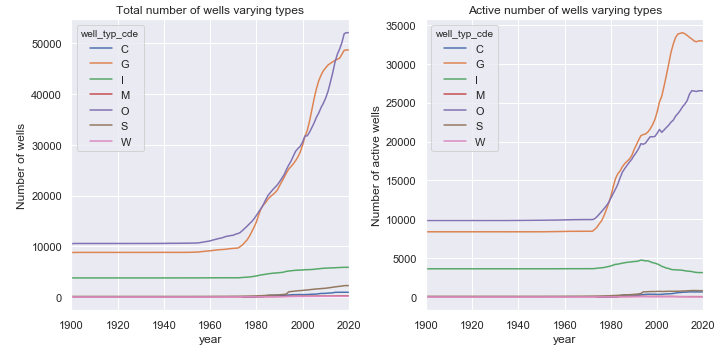 Total number of wells varying types
Number of wells
50000
40000
30000
20000
10000
0
well_typ_cde
C
G
I
M
O
S
W
1900 1920 1940 1960 1980 2000 2020
year
Active number of wells varying types
Number of active wells
35000
30000
25000
20000
15000
10000
5000
0
well_typ_cde
C
G
I
M
O
S
W
1900 1920 1940 1960 1980 2000 2020
year